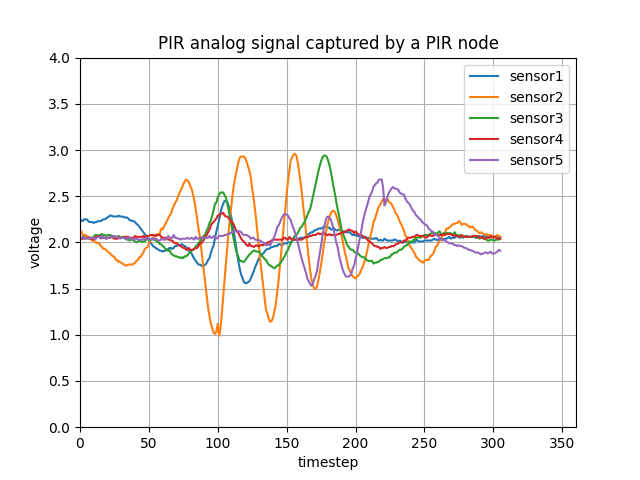 PIR analog signal captured by a PIR node
4.0
3.5
3.0
2.5
2.0
1.5
1.0
0.5
0.0
voltage
0 50 100 150 200 250 300 350
timestep
sensor1
sensor2
sensor3
sensor4
sensor5